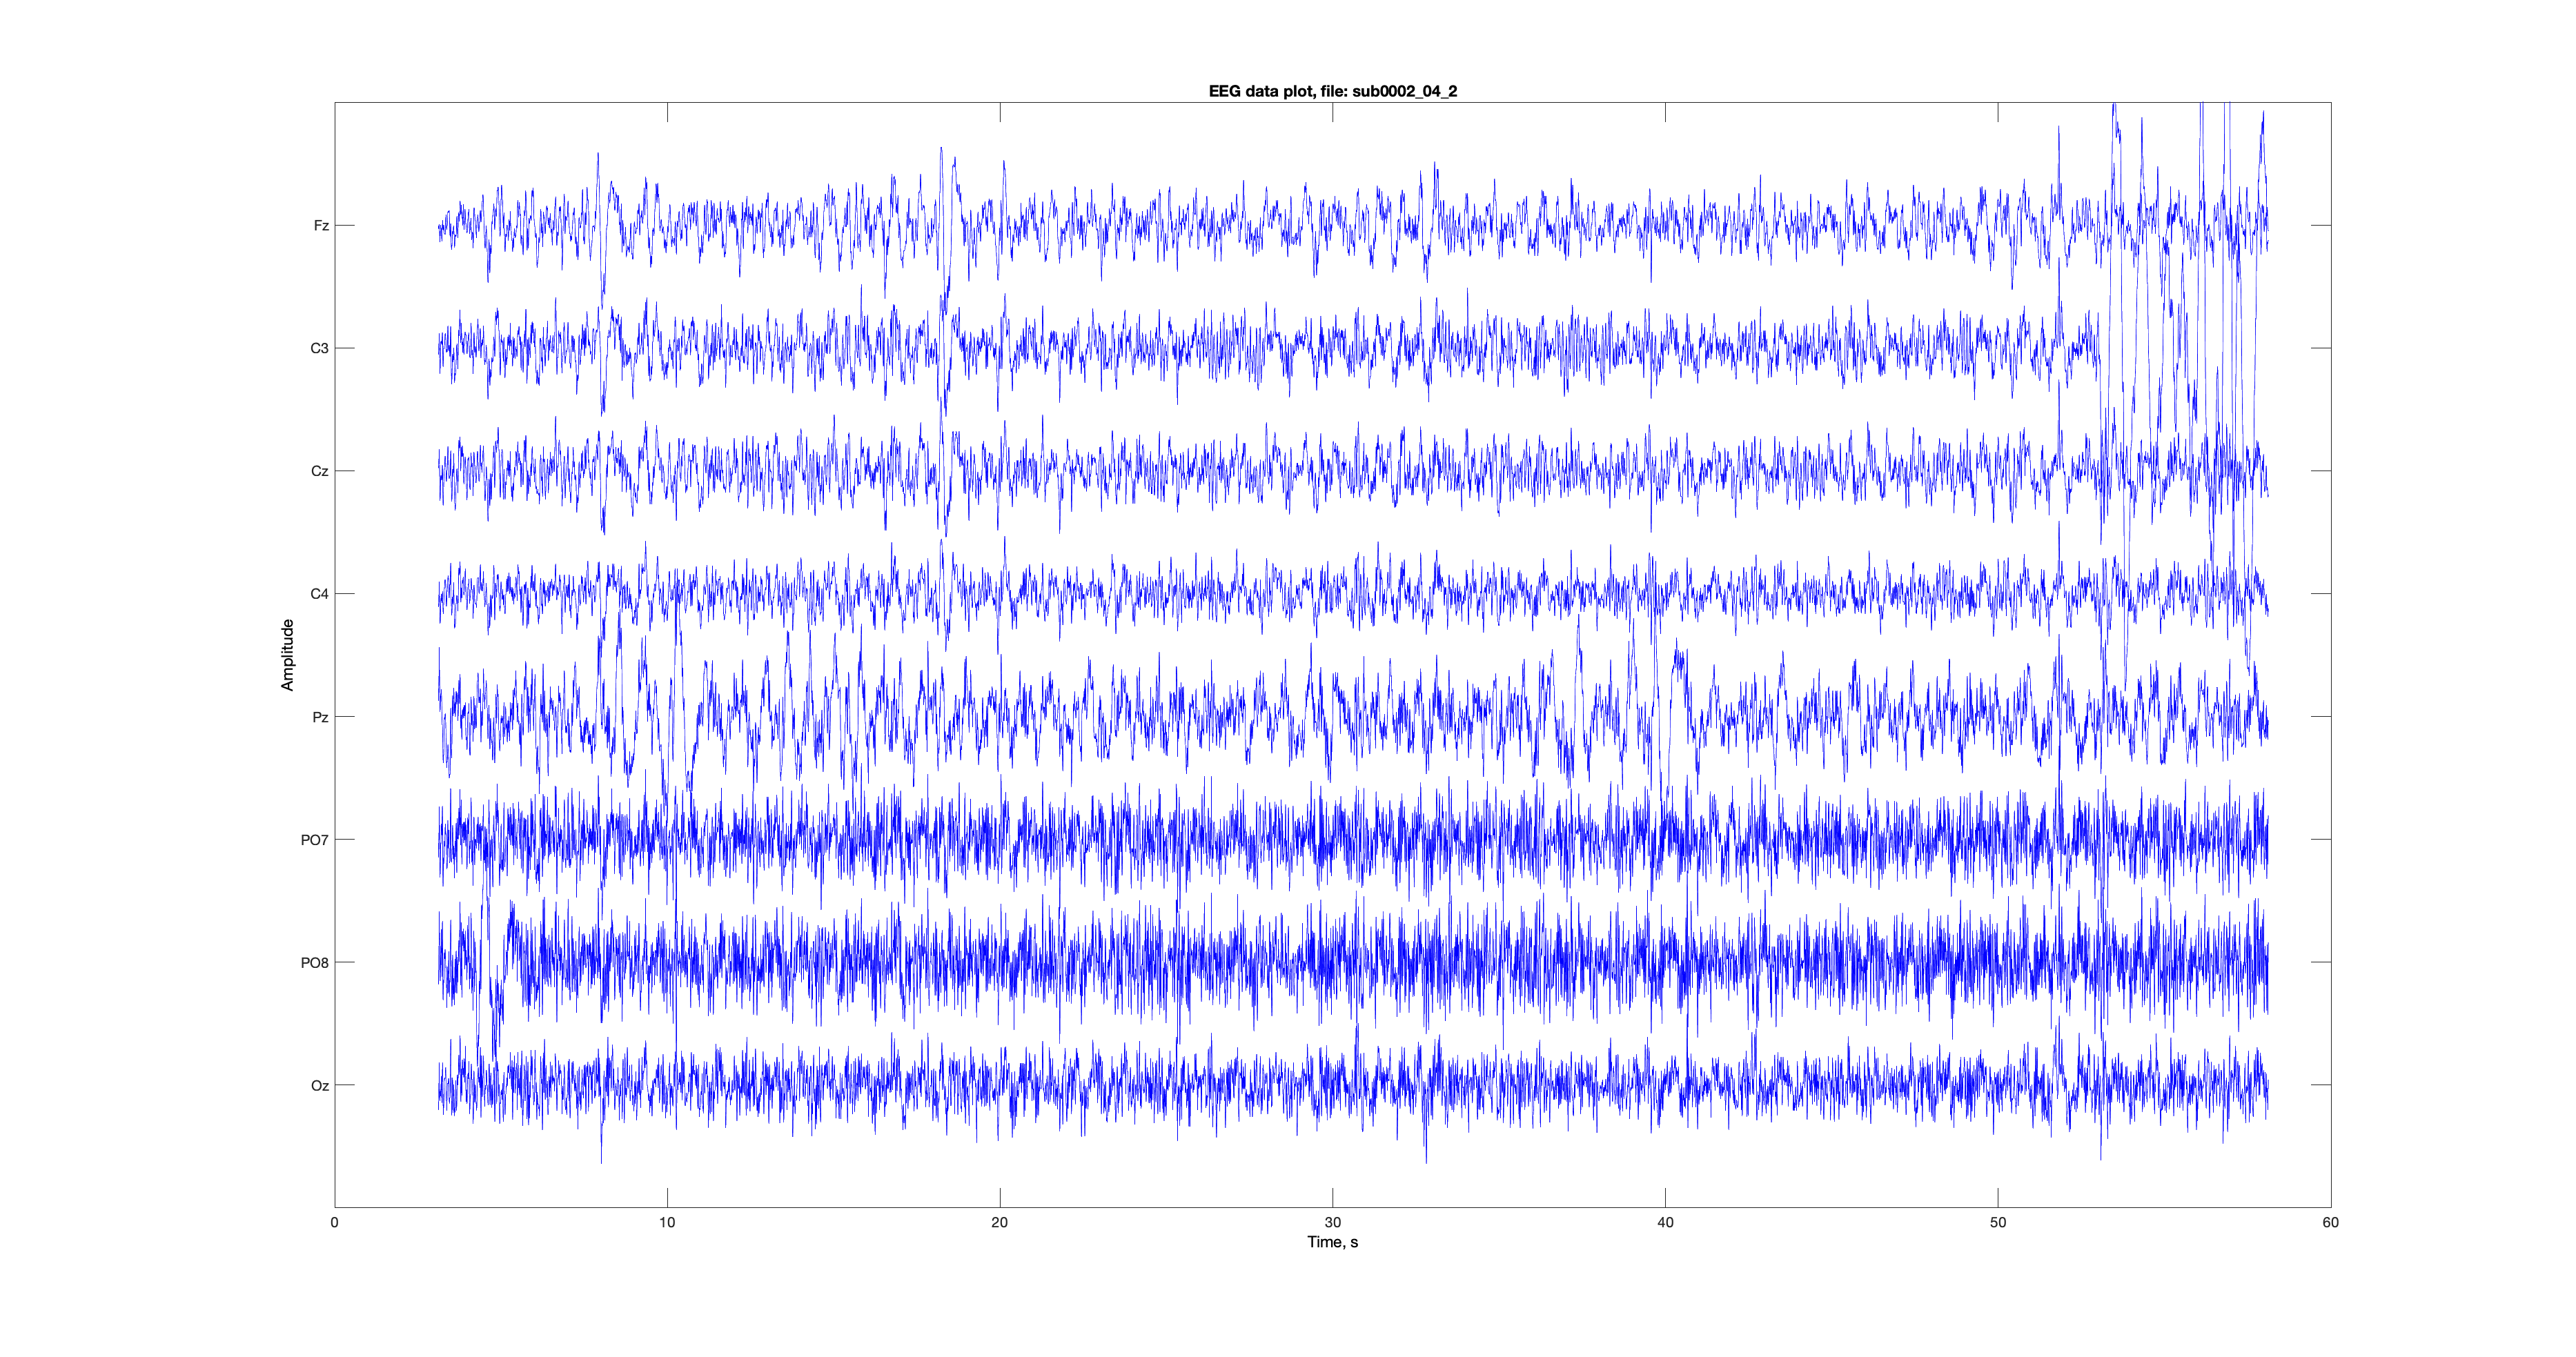 EEG data plot, file: sub0002_04_2
Fz
C3
Cz
C4
Pz
PO7
PO8
Oz
Amplitude
0 10 20 30 40 50 60
Time, s